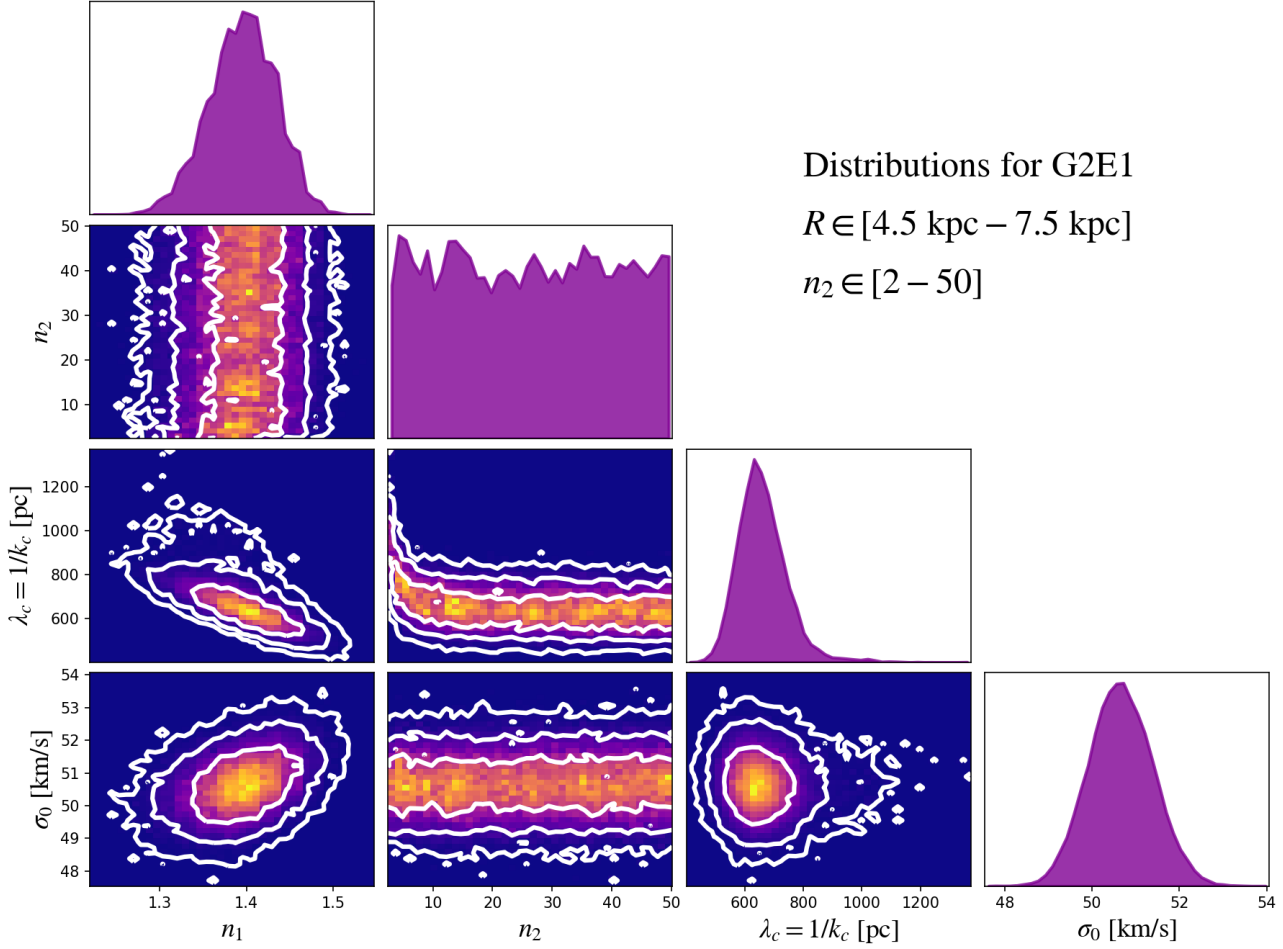 Distributions for G2E1
R ∈ [4.5 kpc − 7.5 kpc]
n₂ ∈ [2 − 50]
50
40
30
20
10
n₂
1200
1000
800
600
λ_c = 1/k_c [pc]
54
53
52
51
50
49
48
σ₀ [km/s]
1.3 1.4 1.5
10 20 30 40 50
600 800 1000 1200
48 50 52 54
n₁
n₂
λ_c = 1/k_c [pc]
σ₀ [km/s]